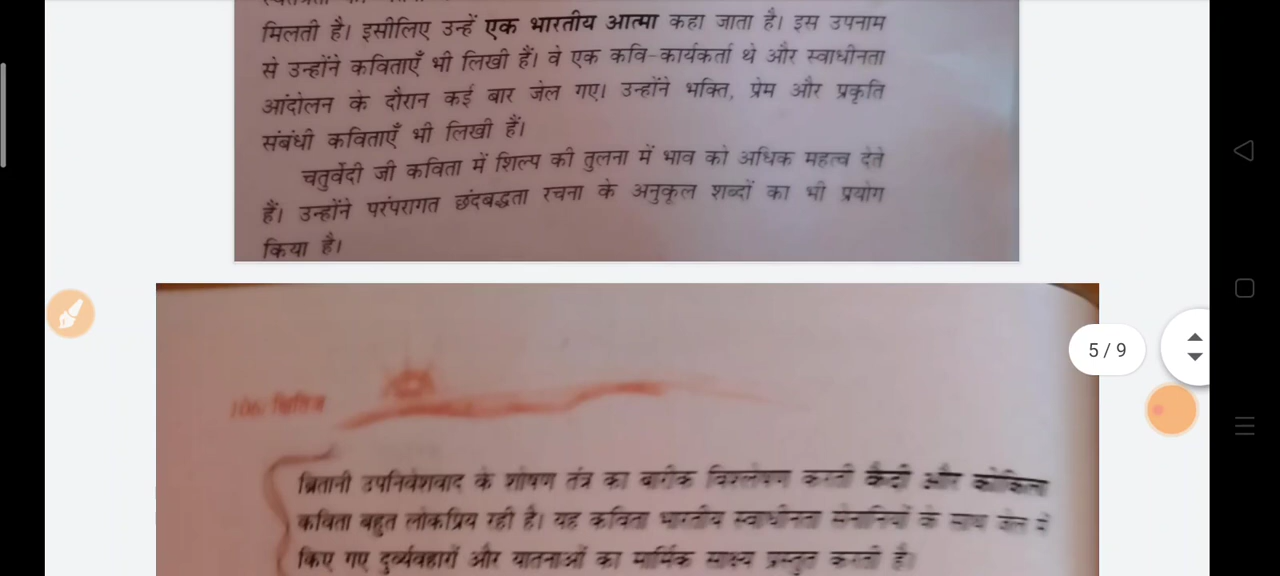 मिलती है। इसीलिए उन्हें एक भारतीय आत्मा कहा जाता है। इस उपनाम
से उन्होंने कविताएँ भी लिखी हैं। वे एक कवि-कार्यकर्ता थे और स्वाधीनता
आंदोलन के दौरान कई बार जेल गए। उन्होंने भक्ति, प्रेम और प्रकृति
संबंधी कविताएँ भी लिखी हैं।
चतुर्वेदी जी कविता में शिल्प की तुलना में भाव को अधिक महत्व देते
हैं। उन्होंने परंपरागत छंदबद्धता रचना के अनुकूल शब्दों का भी प्रयोग
किया है।
5 / 9
106/क्षितिज
ब्रितानी उपनिवेशवाद के शोषण तंत्र का बारीक विश्लेषण करती कैदी और कोकिला
कविता बहुत लोकप्रिय रही है। यह कविता भारतीय स्वाधीनता सेनानियों के साथ जेल में
किए गए दुर्व्यवहारों और यातनाओं का मार्मिक साक्ष्य प्रस्तुत करती है।